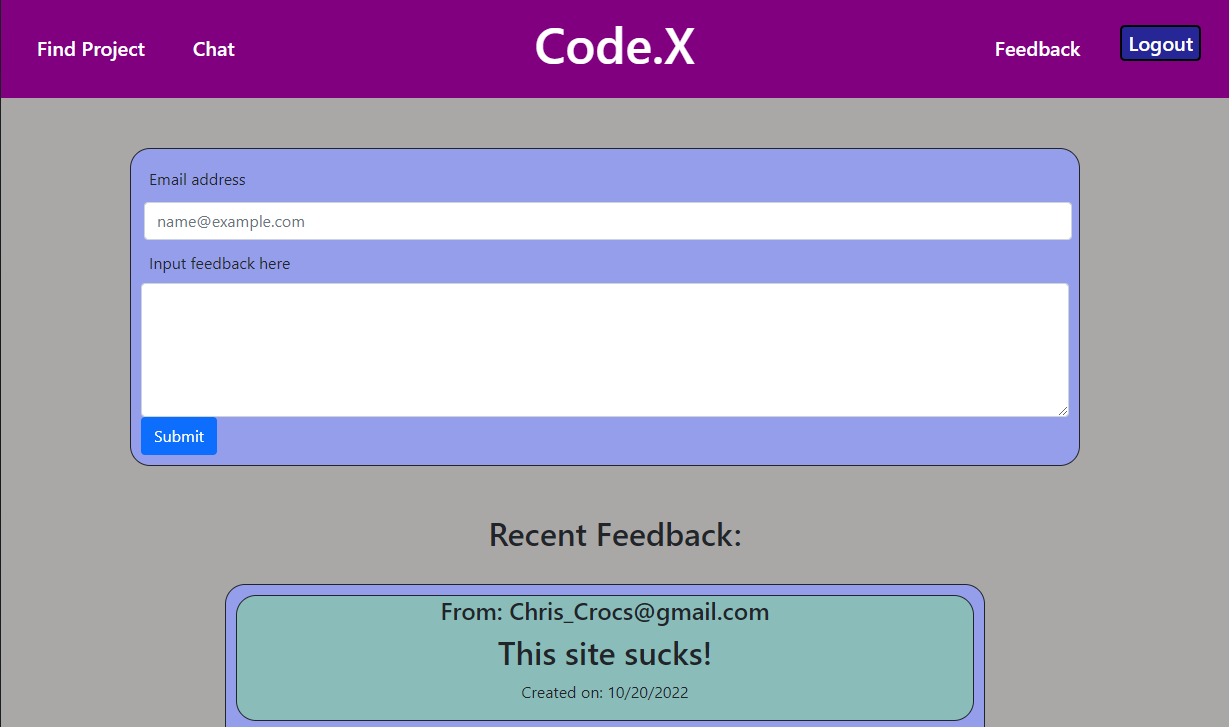 Find Project Chat Code.X Feedback Logout
Email address
name@example.com
Input feedback here
Submit
Recent Feedback:
From: Chris_Crocs@gmail.com
This site sucks!
Created on: 10/20/2022